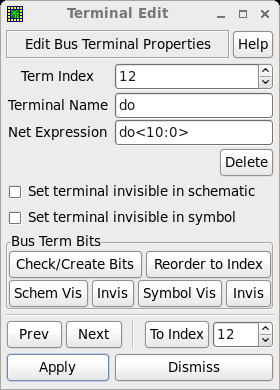 Terminal Edit
Edit Bus Terminal Properties Help
Term Index 12
Terminal Name do
Net Expression do<10:0>
Delete
Set terminal invisible in schematic
Set terminal invisible in symbol
Bus Term Bits
Check/Create Bits Reorder to Index
Schem Vis Invis Symbol Vis Invis
Prev Next To Index 12
Apply Dismiss